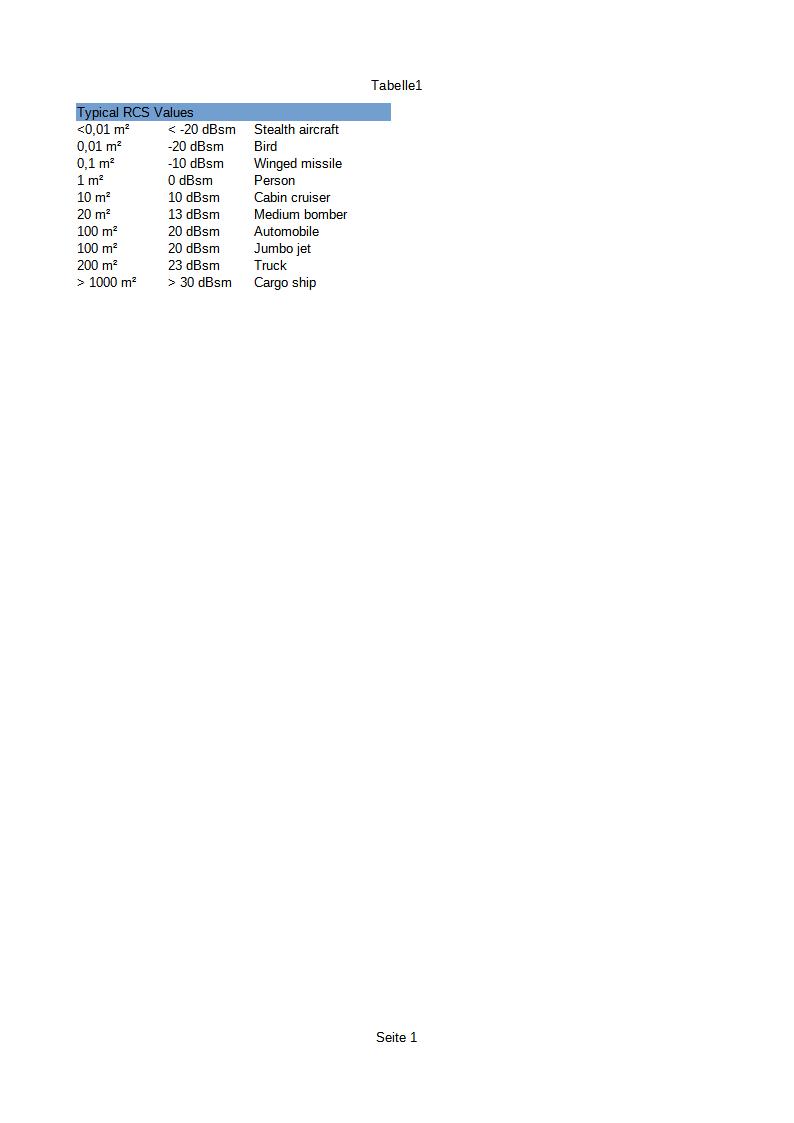 Tabelle1
Typical RCS Values
<0,01 m² < -20 dBsm Stealth aircraft
0,01 m² -20 dBsm Bird
0,1 m² -10 dBsm Winged missile
1 m² 0 dBsm Person
10 m² 10 dBsm Cabin cruiser
20 m² 13 dBsm Medium bomber
100 m² 20 dBsm Automobile
100 m² 20 dBsm Jumbo jet
200 m² 23 dBsm Truck
> 1000 m² > 30 dBsm Cargo ship
Seite 1